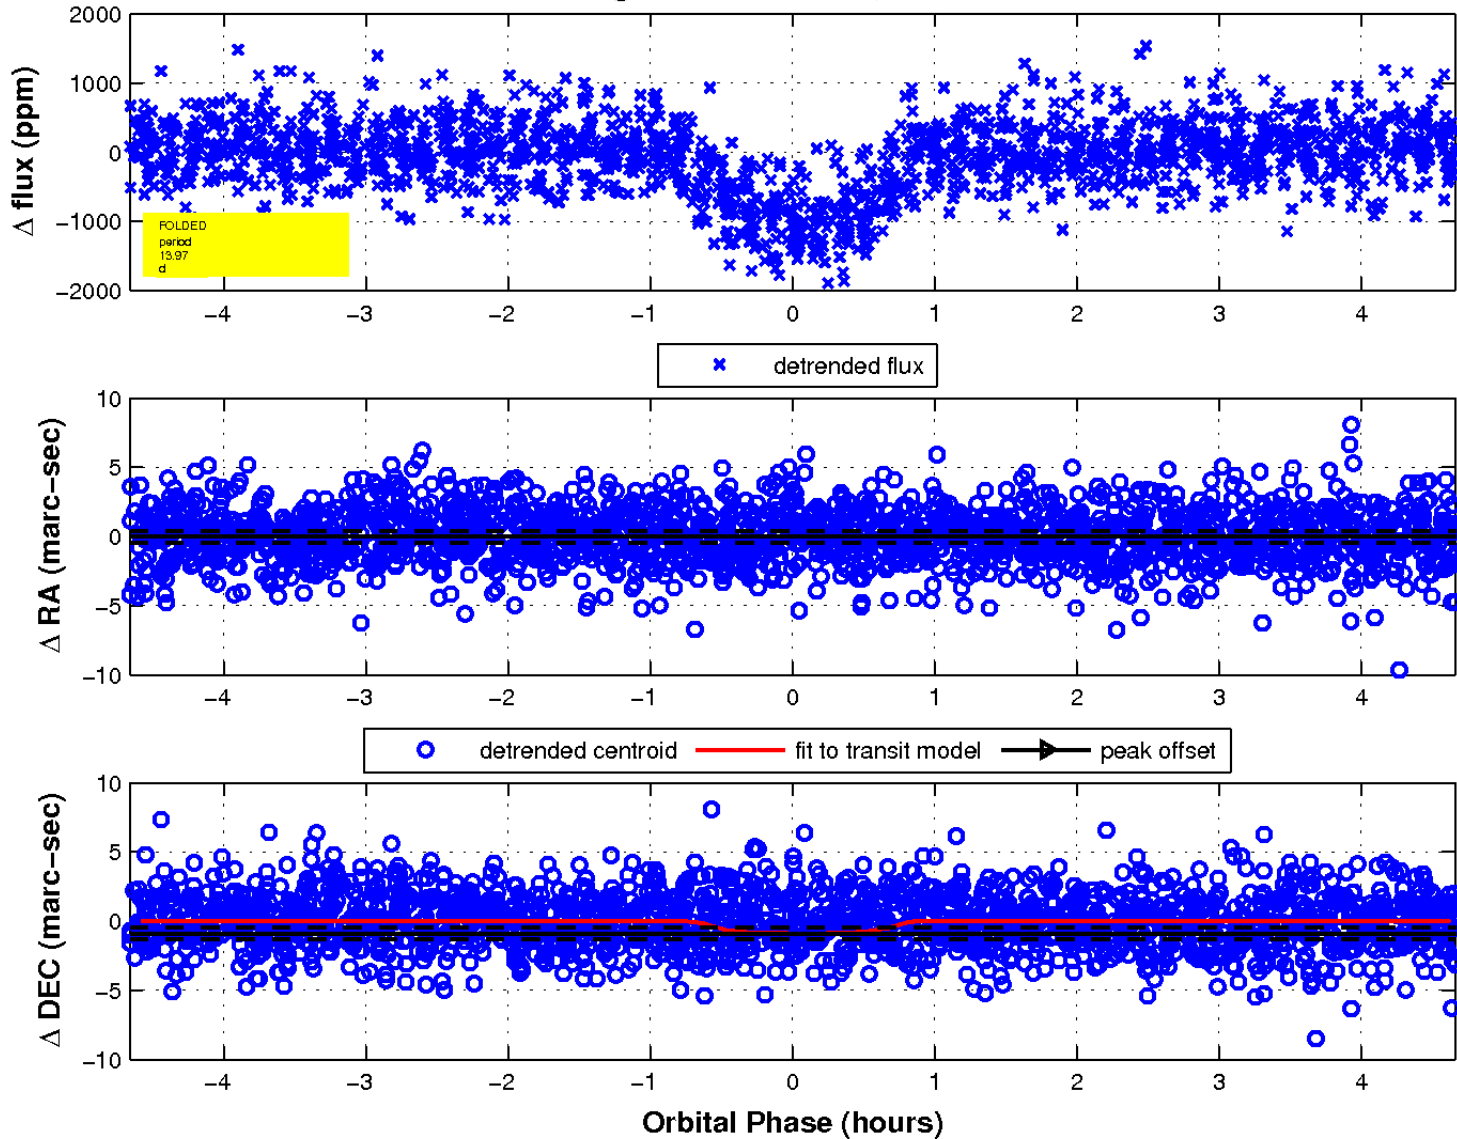 2000
1000
0
−1000
−2000
Δ flux (ppm)
FOLDED
period
13.97
d
−4 −3 −2 −1 0 1 2 3 4
detrended flux
10
5
0
−5
−10
Δ RA (marc−sec)
−4 −3 −2 −1 0 1 2 3 4
detrended centroid fit to transit model peak offset
10
5
0
−5
−10
Δ DEC (marc−sec)
−4 −3 −2 −1 0 1 2 3 4
Orbital Phase (hours)